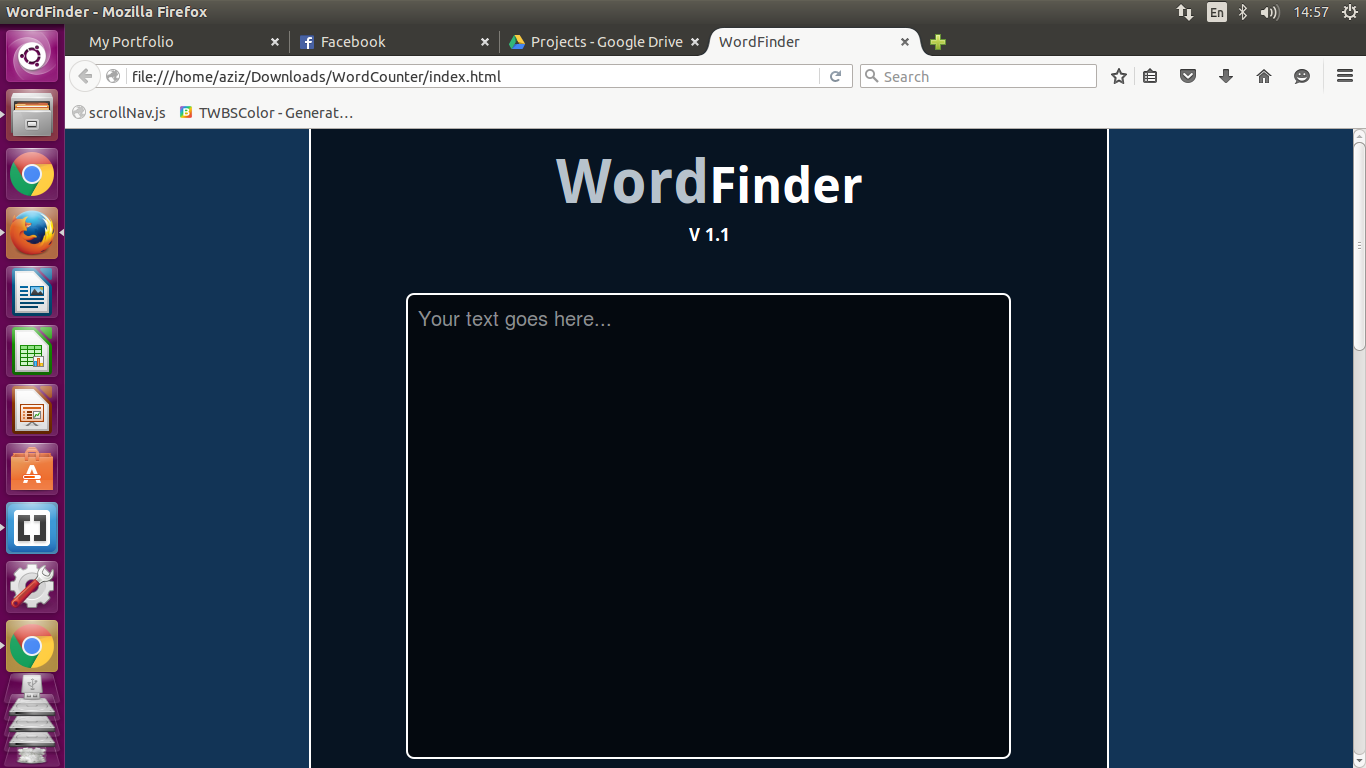 WordFinder - Mozilla Firefox
En
14:57
My Portfolio
Facebook
Projects - Google Drive
WordFinder
file:///home/aziz/Downloads/WordCounter/index.html
Search
scrollNav.js
TWBSColor - Generat...
WordFinder
V 1.1
Your text goes here...